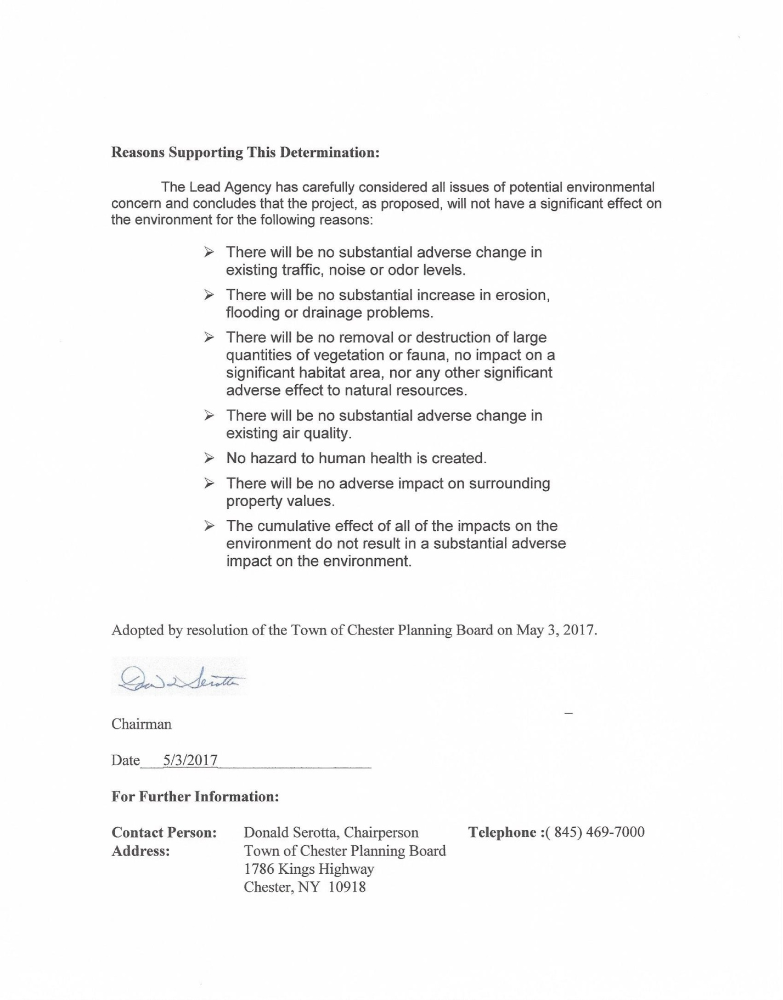 Reasons Supporting This Determination:
The Lead Agency has carefully considered all issues of potential environmental
concern and concludes that the project, as proposed, will not have a significant effect on
the environment for the following reasons:
➢ There will be no substantial adverse change in
existing traffic, noise or odor levels.
➢ There will be no substantial increase in erosion,
flooding or drainage problems.
➢ There will be no removal or destruction of large
quantities of vegetation or fauna, no impact on a
significant habitat area, nor any other significant
adverse effect to natural resources.
➢ There will be no substantial adverse change in
existing air quality.
➢ No hazard to human health is created.
➢ There will be no adverse impact on surrounding
property values.
➢ The cumulative effect of all of the impacts on the
environment do not result in a substantial adverse
impact on the environment.
Adopted by resolution of the Town of Chester Planning Board on May 3, 2017.
Serotta
Chairman
Date 5/3/2017
For Further Information:
Contact Person: Donald Serotta, Chairperson Telephone :( 845) 469-7000
Address: Town of Chester Planning Board
1786 Kings Highway
Chester, NY 10918